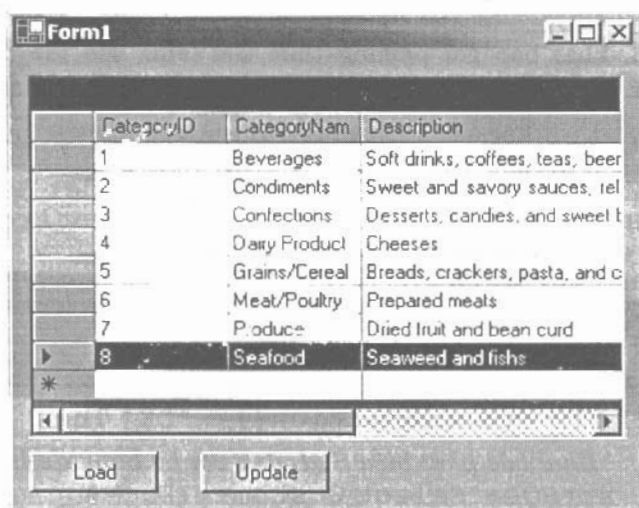 Form1
CategoryID CategoryNam Description
1 Beverages Soft drinks, coffees, teas, beer
2 Condiments Sweet and savory sauces, rel
3 Confections Desserts, candies, and sweet b
4 Dairy Product Cheeses
5 Grains/Cereal Breads, crackers, pasta, and c
6 Meat/Poultry Prepared meats
7 Produce Dried fruit and bean curd
8 Seafood Seaweed and fishs
*
Load Update